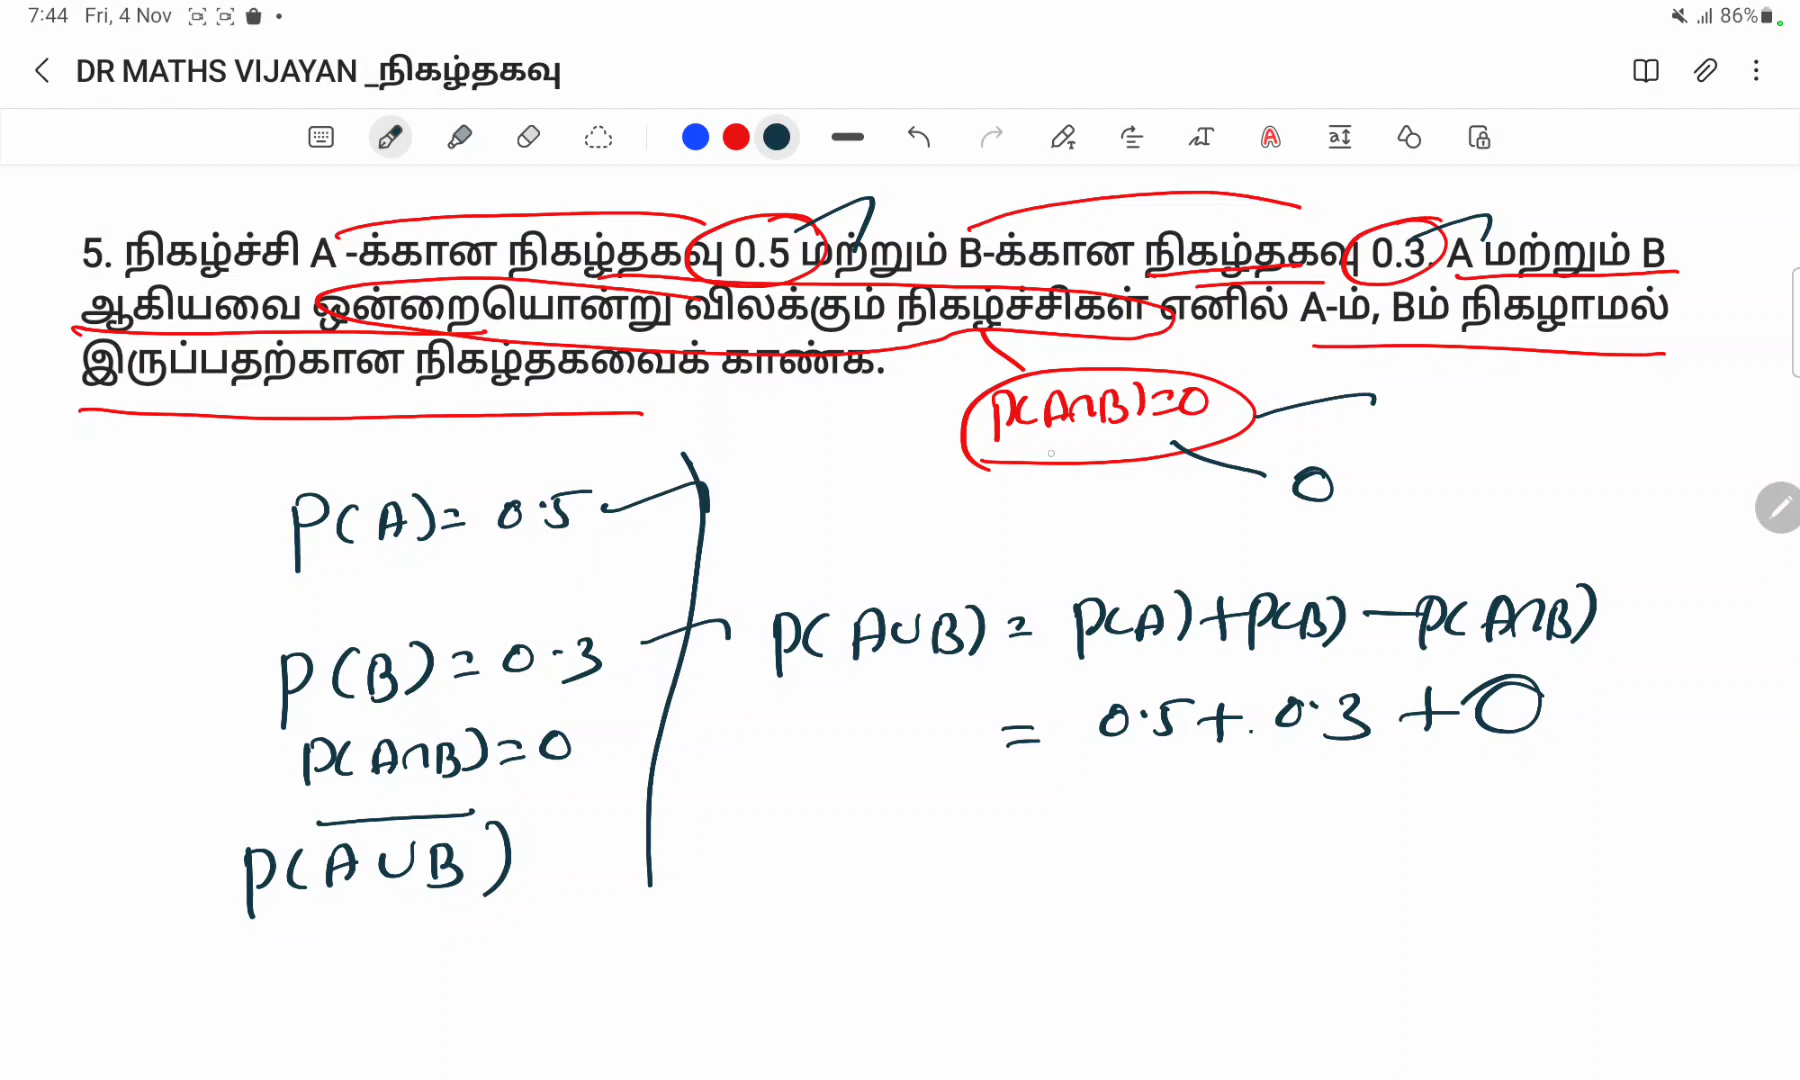 7:44 Fri, 4 Nov 86%
DR MATHS VIJAYAN _நிகழ்தகவு
5. நிகழ்ச்சி A -க்கான நிகழ்தகவு 0.5 மற்றும் B-க்கான நிகழ்தகவு 0.3. A மற்றும் B
ஆகியவை ஒன்றையொன்று விலக்கும் நிகழ்ச்சிகள் எனில் A-ம், Bம் நிகழாமல்
இருப்பதற்கான நிகழ்தகவைக் காண்க.
P(A∩B)=0
0
P(A)= 0.5
P(B)=0.3
P(A∩B)=0
P(A̅ ̅∪̅ ̅B̅)
P(A∪B) = P(A)+P(B)-P(A∩B)
= 0.5+0.3+0